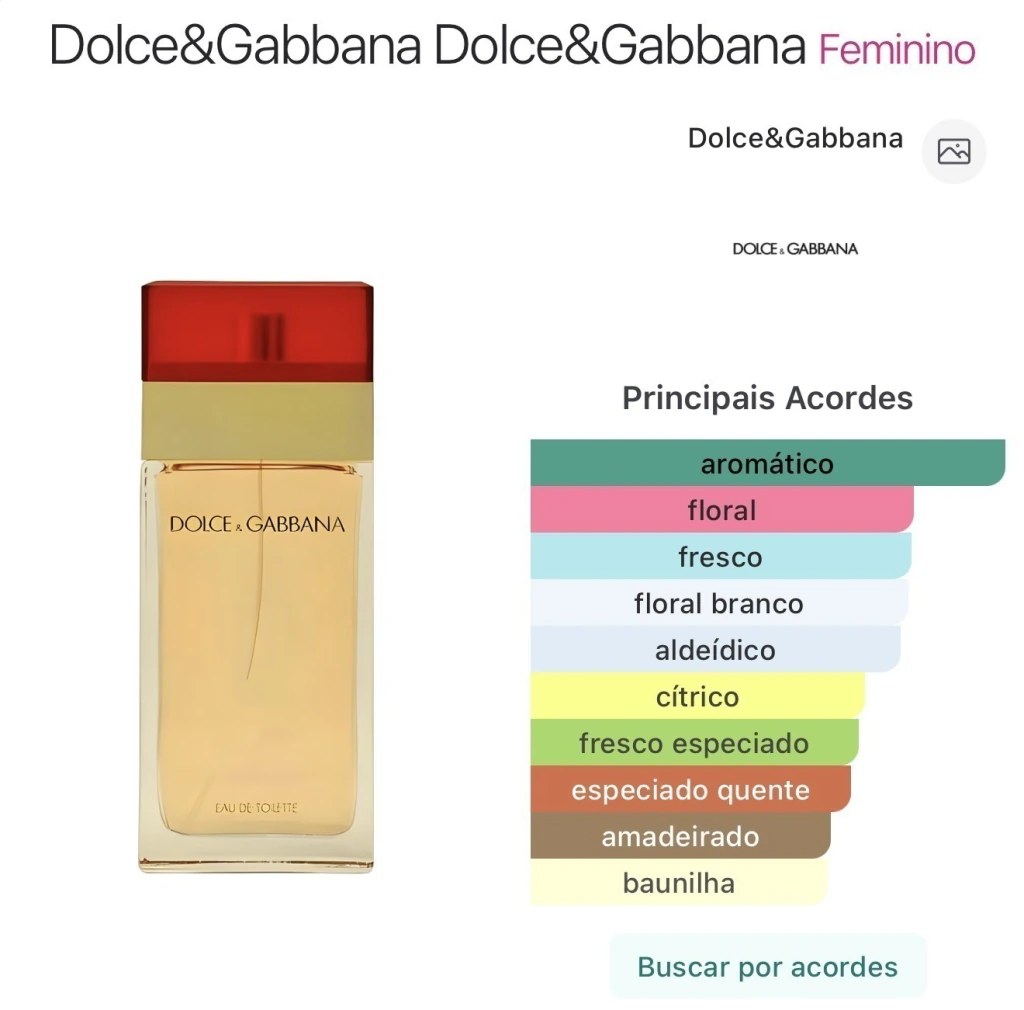 Dolce&Gabbana Dolce&Gabbana Feminino
Dolce&Gabbana
DOLCE & GABBANA
DOLCE & GABBANA
EAU DE TOILETTE
Principais Acordes
aromático
floral
fresco
floral branco
aldeídico
cítrico
fresco especiado
especiado quente
amadeirado
baunilha
Buscar por acordes